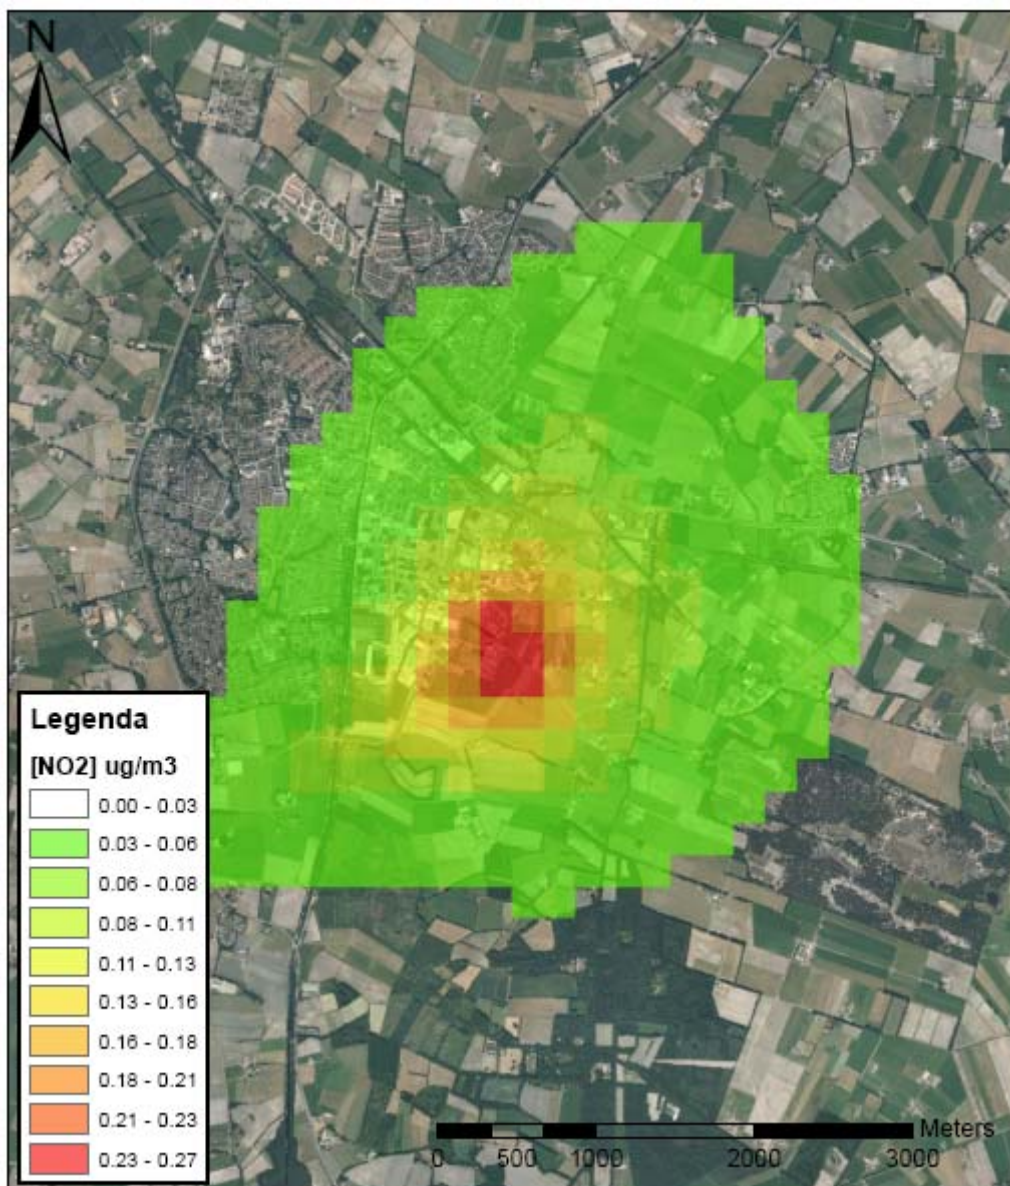 N
Legenda
[NO2] ug/m3
0.00 - 0.03
0.03 - 0.06
0.06 - 0.08
0.08 - 0.11
0.11 - 0.13
0.13 - 0.16
0.16 - 0.18
0.18 - 0.21
0.21 - 0.23
0.23 - 0.27
Meters
0 500 1000 2000 3000